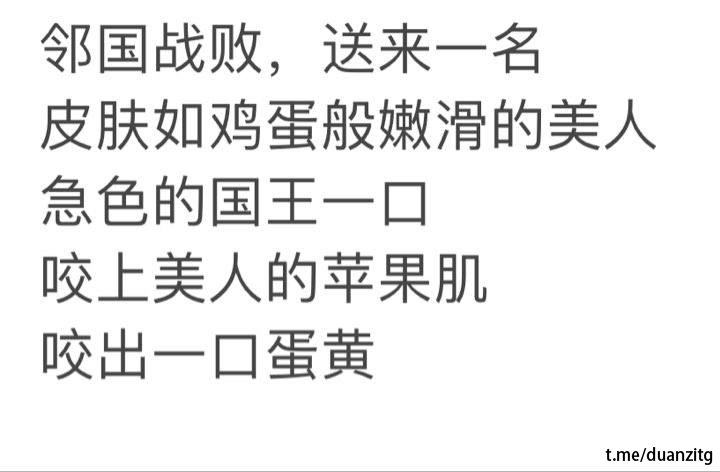 邻国战败，送来一名
皮肤如鸡蛋般嫩滑的美人
急色的国王一口
咬上美人的苹果肌
咬出一口蛋黄
t.me/duanzitg